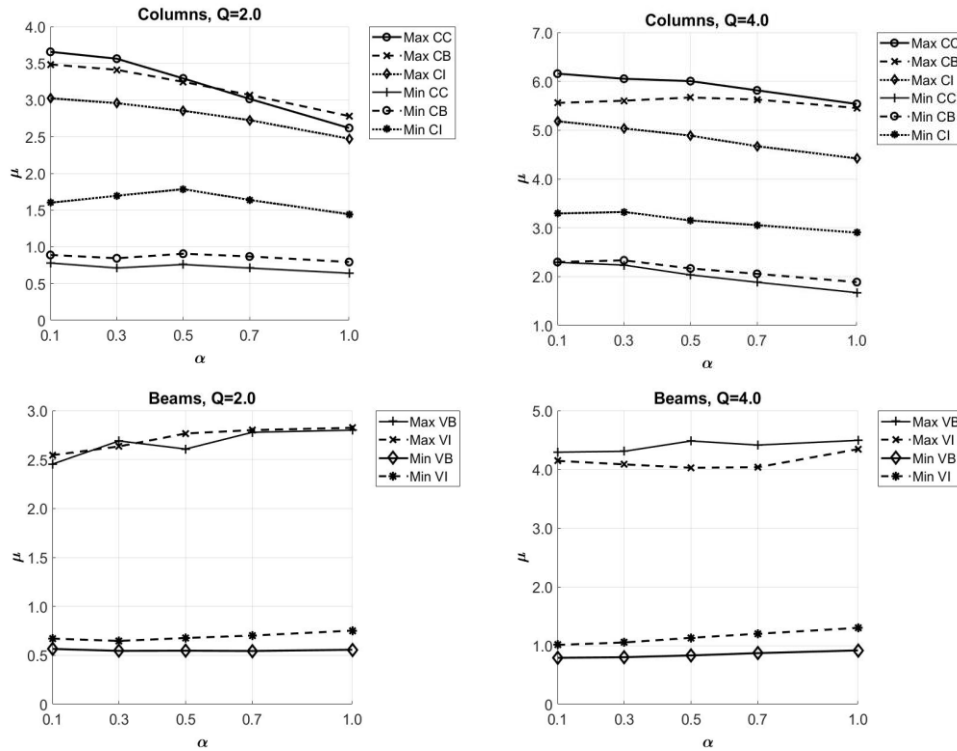 Columns, Q=2.0
4.0
3.5
3.0
2.5
2.0
1.5
1.0
0.5
0
μ
0.1
0.3
0.5
0.7
1.0
α
Max CC
Max CB
Max CI
Min CC
Min CB
Min CI
Columns, Q=4.0
7.0
6.0
5.0
4.0
3.0
2.0
1.0
μ
0.1
0.3
0.5
0.7
1.0
α
Max CC
Max CB
Max CI
Min CC
Min CB
Min CI
Beams, Q=2.0
3.0
2.5
2.0
1.5
1.0
0.5
0
μ
0.1
0.3
0.5
0.7
1.0
α
Max VB
Max VI
Min VB
Min VI
Beams, Q=4.0
5.0
4.0
3.0
2.0
1.0
0
μ
0.1
0.3
0.5
0.7
1.0
α
Max VB
Max VI
Min VB
Min VI